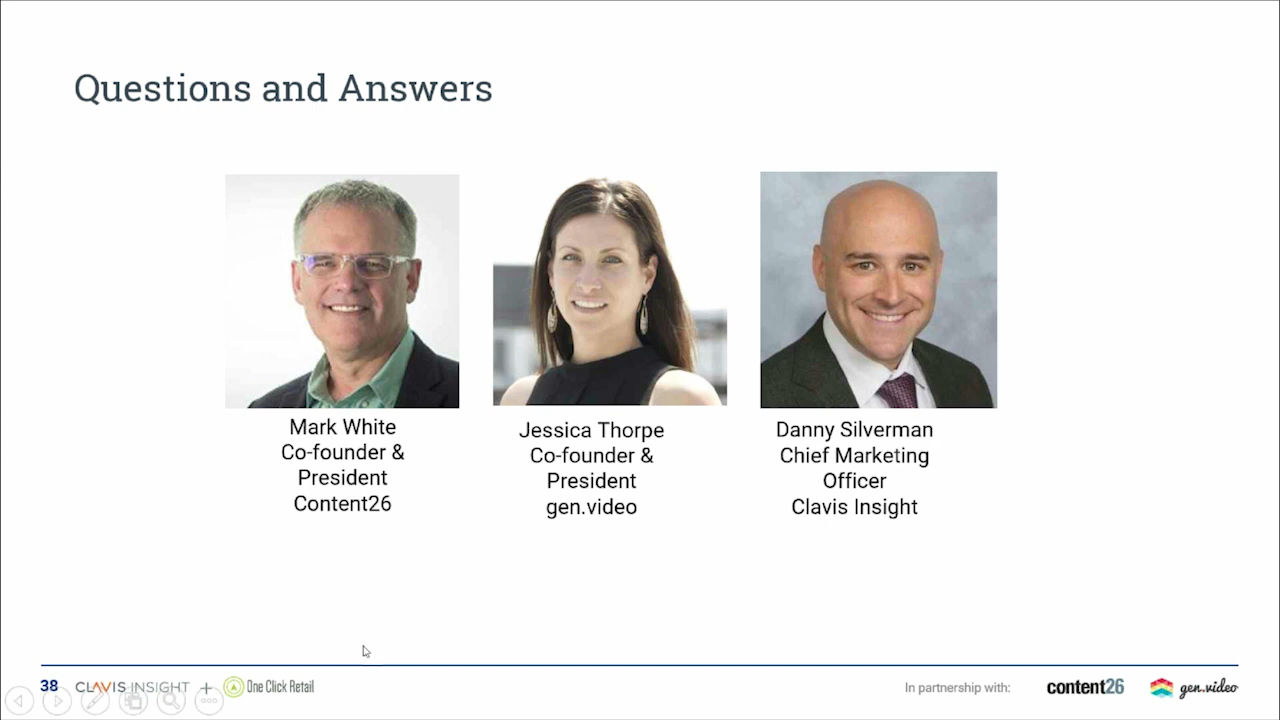 Questions and Answers
Mark White
Co-founder &
President
Content26
Jessica Thorpe
Co-founder &
President
gen.video
Danny Silverman
Chief Marketing
Officer
Clavis Insight
38 CLAVIS INSIGHT + One Click Retail
In partnership with: content26 gen.video